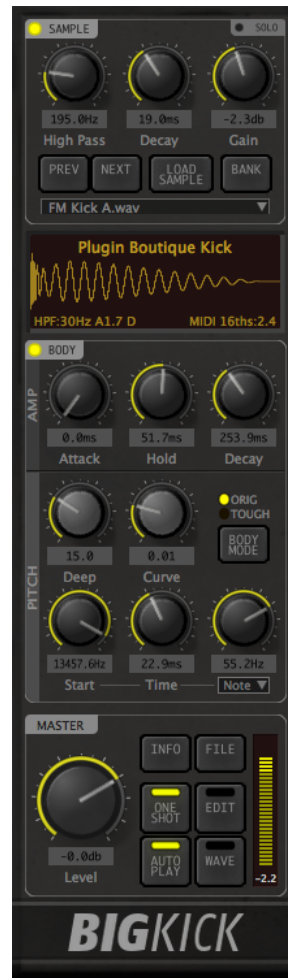 SAMPLE
SOLO
195.0Hz 19.0ms -2.3db
High Pass Decay Gain
PREV NEXT LOAD SAMPLE BANK
FM Kick A.wav
Plugin Boutique Kick
HPF:30Hz A1.7 D MIDI 16ths:2.4
BODY
AMP
0.0ms 51.7ms 253.9ms
Attack Hold Decay
PITCH
ORIG
TOUGH
BODY MODE
15.0 0.01
Deep Curve
13457.6Hz 22.9ms 55.2Hz
Start Time Note
MASTER
INFO FILE
ONE SHOT EDIT
-0.0db
Level
AUTO PLAY WAVE
-2.2
BIGKICK